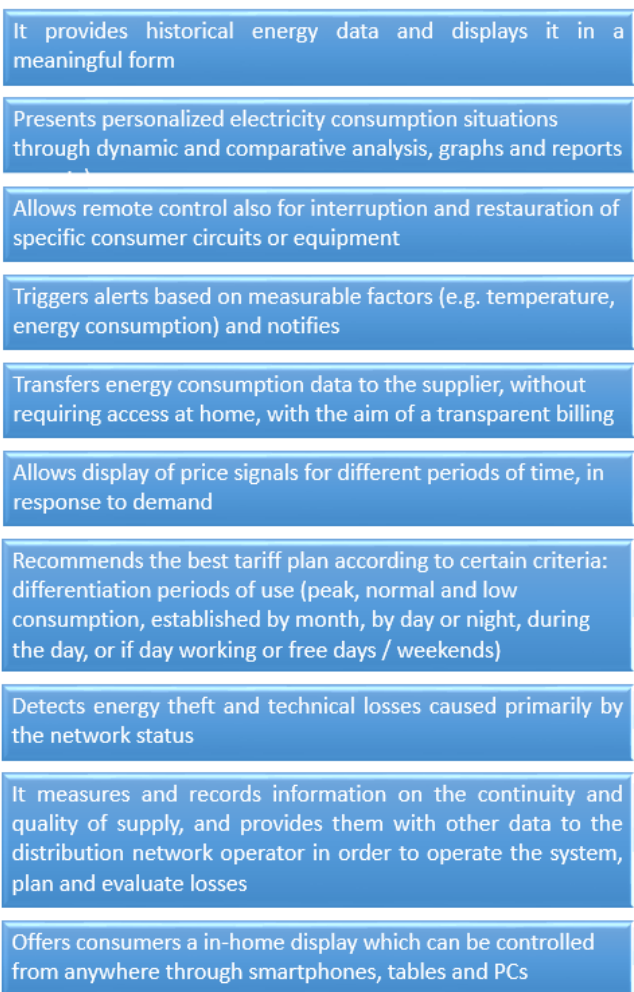 It provides historical energy data and displays it in a
meaningful form
Presents personalized electricity consumption situations
through dynamic and comparative analysis, graphs and reports
Allows remote control also for interruption and restauration of
specific consumer circuits or equipment
Triggers alerts based on measurable factors (e.g. temperature,
energy consumption) and notifies
Transfers energy consumption data to the supplier, without
requiring access at home, with the aim of a transparent billing
Allows display of price signals for different periods of time, in
response to demand
Recommends the best tariff plan according to certain criteria:
differentiation periods of use (peak, normal and low
consumption, established by month, by day or night, during
the day, or if day working or free days / weekends)
Detects energy theft and technical losses caused primarily by
the network status
It measures and records information on the continuity and
quality of supply, and provides them with other data to the
distribution network operator in order to operate the system,
plan and evaluate losses
Offers consumers a in-home display which can be controlled
from anywhere through smartphones, tables and PCs